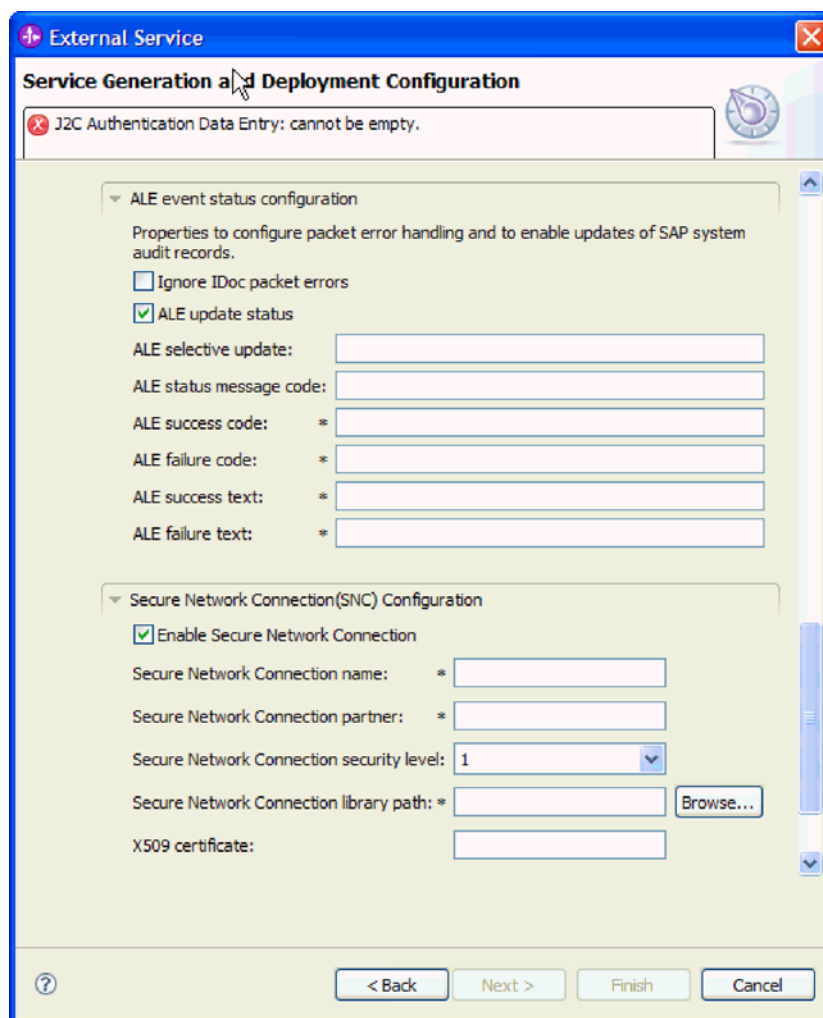 External Service
Service Generation and Deployment Configuration
J2C Authentication Data Entry: cannot be empty.
ALE event status configuration
Properties to configure packet error handling and to enable updates of SAP system
audit records.
Ignore IDoc packet errors
ALE update status
ALE selective update:
ALE status message code:
ALE success code: *
ALE failure code: *
ALE success text: *
ALE failure text: *
Secure Network Connection(SNC) Configuration
Enable Secure Network Connection
Secure Network Connection name: *
Secure Network Connection partner: *
Secure Network Connection security level: 1
Secure Network Connection library path: * Browse...
X509 certificate:
? < Back Next > Finish Cancel